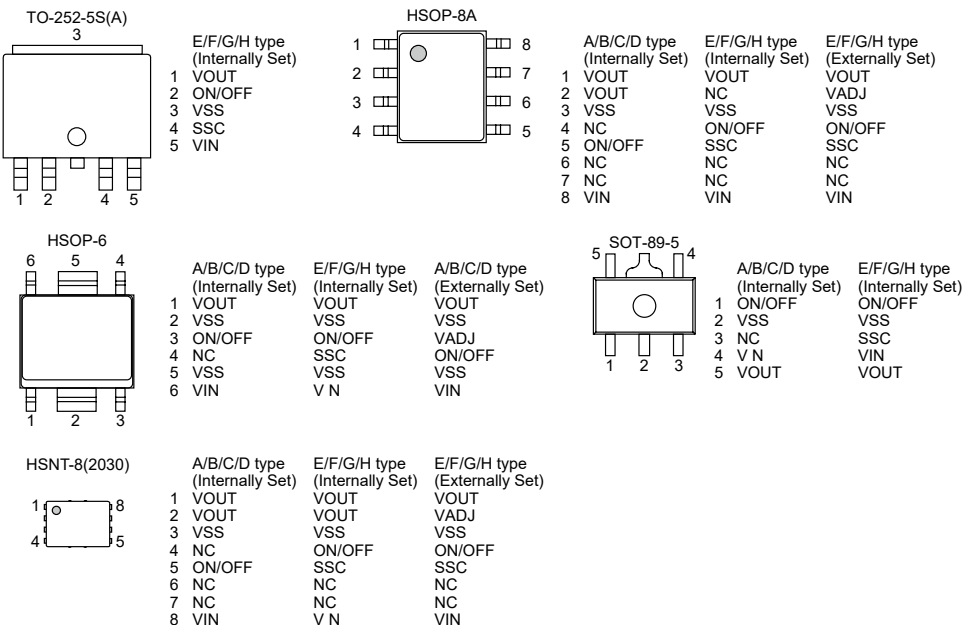 TO-252-5S(A)
3
E/F/G/H type
(Internally Set)
1 VOUT
2 ON/OFF
3 VSS
4 SSC
5 VIN
1 2 4 5
HSOP-8A
1 8
2 7
3 6
4 5
A/B/C/D type E/F/G/H type E/F/G/H type
(Internally Set) (Internally Set) (Externally Set)
1 VOUT VOUT VOUT
2 VOUT NC VADJ
3 VSS VSS VSS
4 NC ON/OFF ON/OFF
5 ON/OFF SSC SSC
6 NC NC NC
7 NC NC NC
8 VIN VIN VIN
HSOP-6
6 5 4
A/B/C/D type E/F/G/H type A/B/C/D type
(Internally Set) (Internally Set) (Externally Set)
1 VOUT VOUT VOUT
2 VSS VSS VSS
3 ON/OFF ON/OFF VADJ
4 NC SSC ON/OFF
5 VSS VSS VSS
6 VIN V N VIN
1 2 3
SOT-89-5
5 4
A/B/C/D type E/F/G/H type
(Internally Set) (Internally Set)
1 ON/OFF ON/OFF
2 VSS VSS
3 NC SSC
4 V N VIN
5 VOUT VOUT
1 2 3
HSNT-8(2030)
1 8
4 5
A/B/C/D type E/F/G/H type E/F/G/H type
(Internally Set) (Internally Set) (Externally Set)
1 VOUT VOUT VOUT
2 VOUT VOUT VADJ
3 VSS VSS VSS
4 NC ON/OFF ON/OFF
5 ON/OFF SSC SSC
6 NC NC NC
7 NC NC NC
8 VIN V N VIN